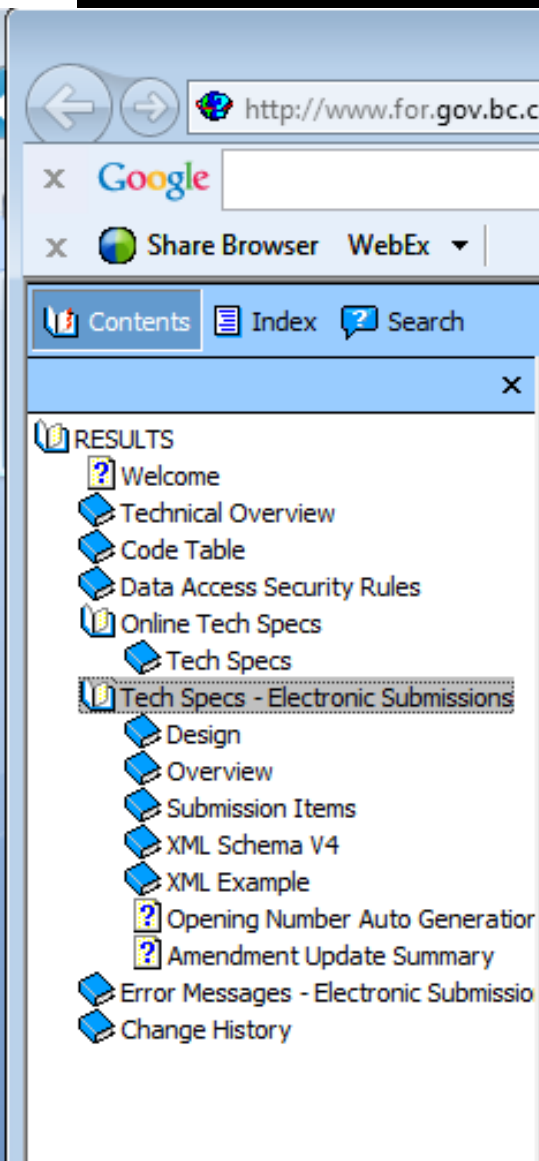 http://www.for.gov.bc.c
x Google
x Share Browser WebEx
Contents Index Search
x
RESULTS
Welcome
Technical Overview
Code Table
Data Access Security Rules
Online Tech Specs
Tech Specs
Tech Specs - Electronic Submissions
Design
Overview
Submission Items
XML Schema V4
XML Example
Opening Number Auto Generation
Amendment Update Summary
Error Messages - Electronic Submissio
Change History